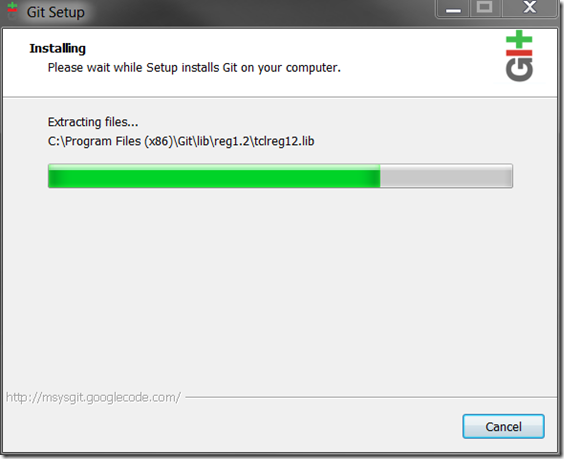 Git Setup
Installing
Please wait while Setup installs Git on your computer.
GIt
Extracting files...
C:\Program Files (x86)\Git\lib\reg1.2\tclreg12.lib
http://msysgit.googlecode.com/
Cancel